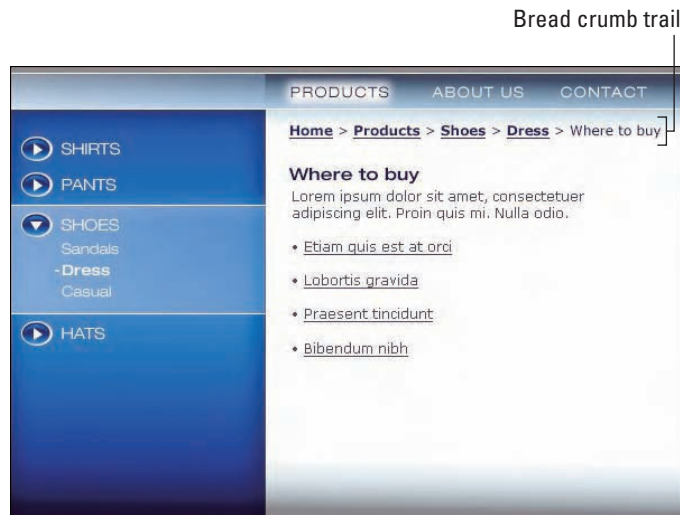 Bread crumb trail
PRODUCTS ABOUT US CONTACT
Home > Products > Shoes > Dress > Where to buy
SHIRTS
PANTS
SHOES
Sandals
-Dress
Casual
HATS
Where to buy
Lorem ipsum dolor sit amet, consectetuer
adipiscing elit. Proin quis mi. Nulla odio.
• Etiam quis est at orci
• Lobortis gravida
• Praesent tincidunt
• Bibendum nibh